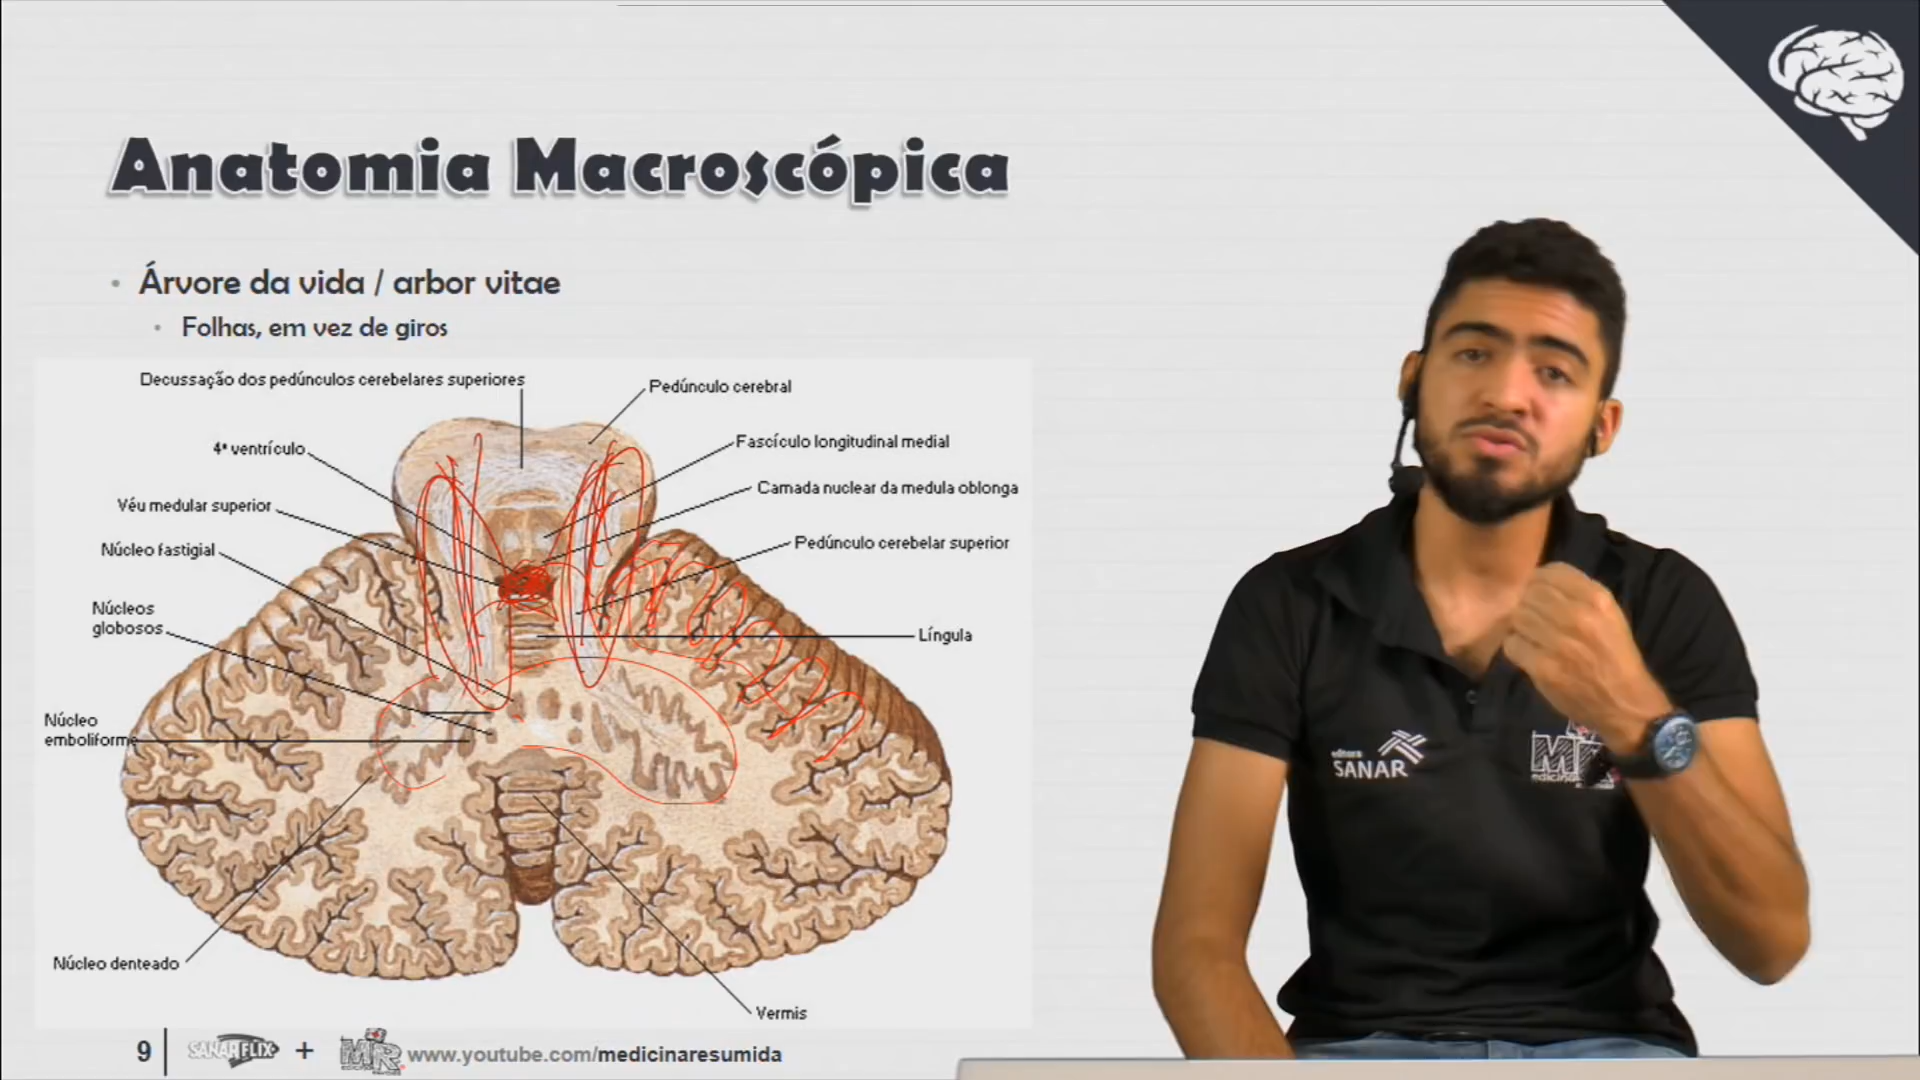 Anatomia Macroscópica
Árvore da vida / arbor vitae
Folhas, em vez de giros
Decussação dos pedúnculos cerebelares superiores
Pedúnculo cerebral
4º ventrículo
Fascículo longitudinal medial
Camada nuclear da medula oblonga
Véu medular superior
Núcleo fastigial
Pedúnculo cerebelar superior
Núcleos
globosos
Língula
Núcleo
emboliforme
Núcleo denteado
Vermis
editora
SANAR
MR
9
SANARFLIX
+
MR
www.youtube.com/medicinaresumida